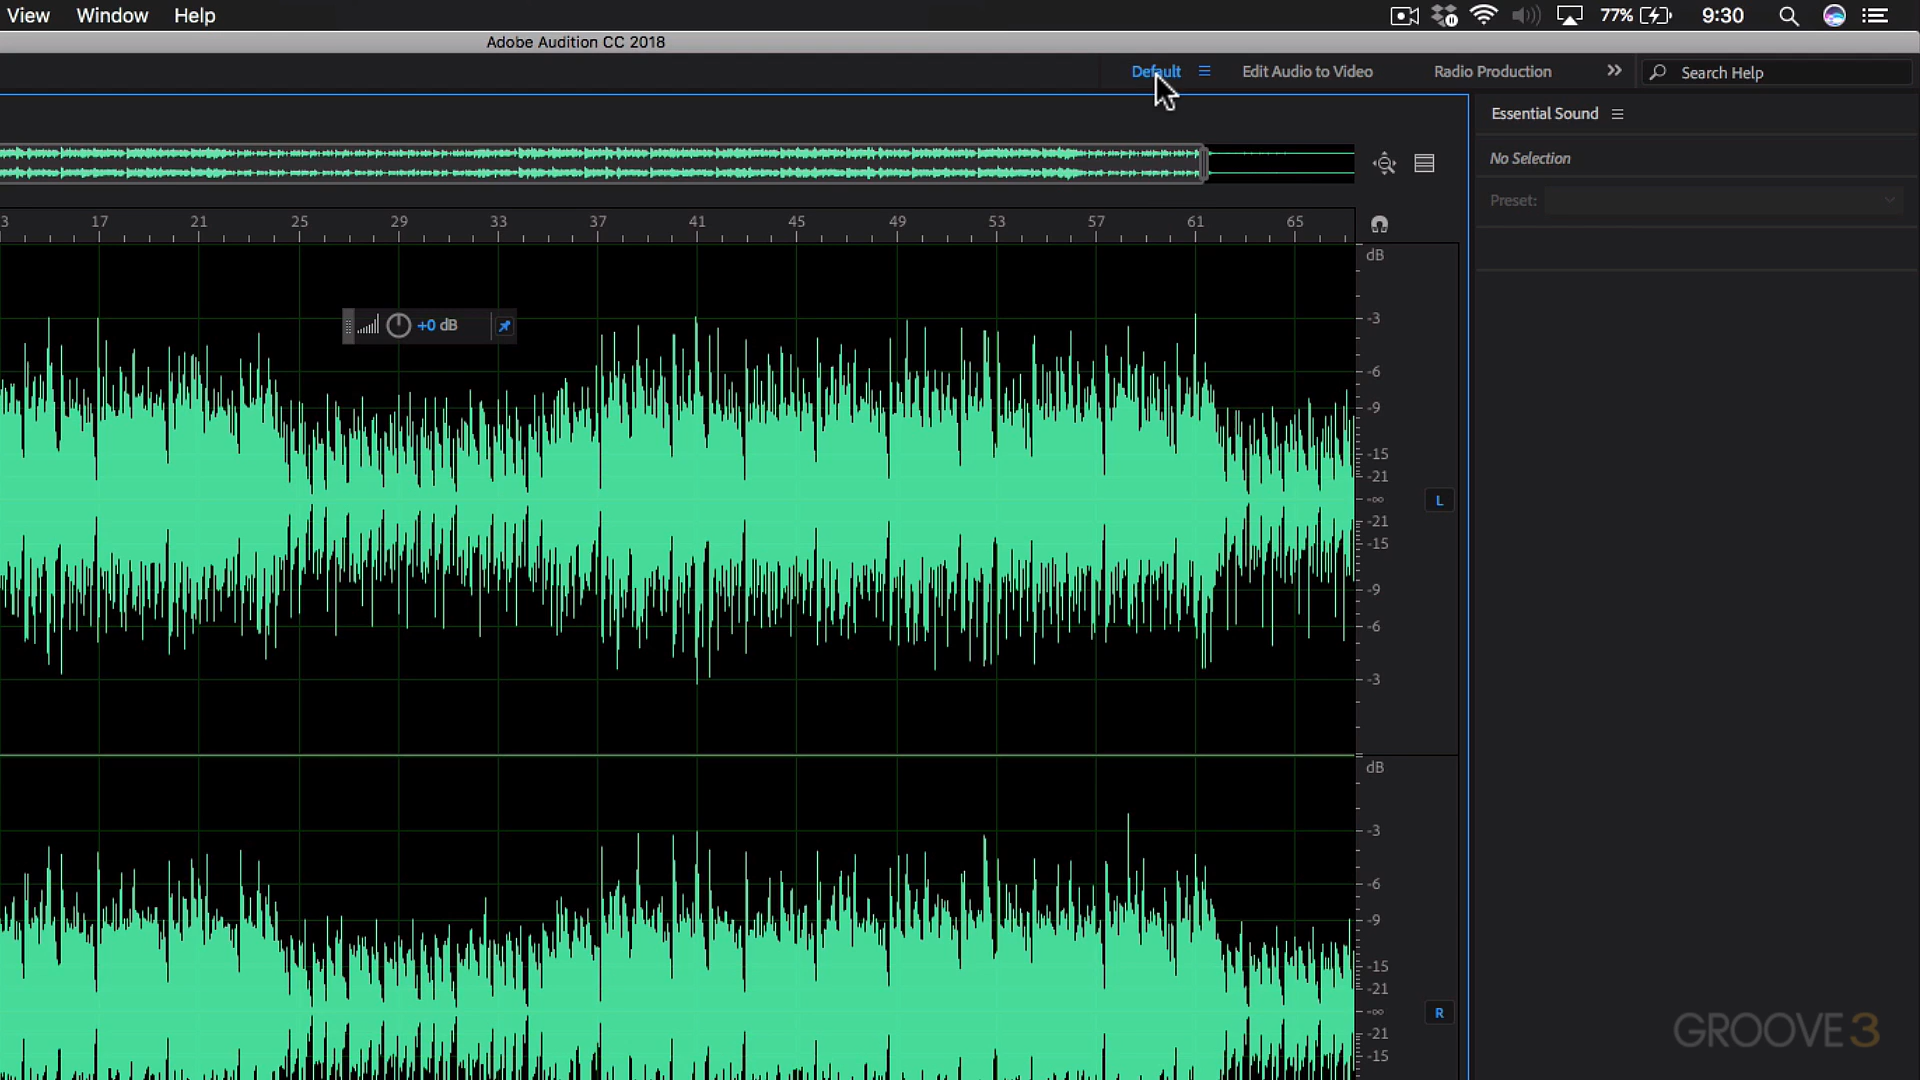 View Window Help 77% 9:30
Adobe Audition CC 2018
Default Edit Audio to Video Radio Production Search Help
Essential Sound
No Selection
Preset:
3 17 21 25 29 33 37 41 45 49 53 57 61 65
dB
+0 dB
-3
-6
-9
-15
-21
-∞ L
-21
-15
-9
-6
-3
dB
-3
-6
-9
-15
-21
-∞ R
-21
-15
GROOVE3